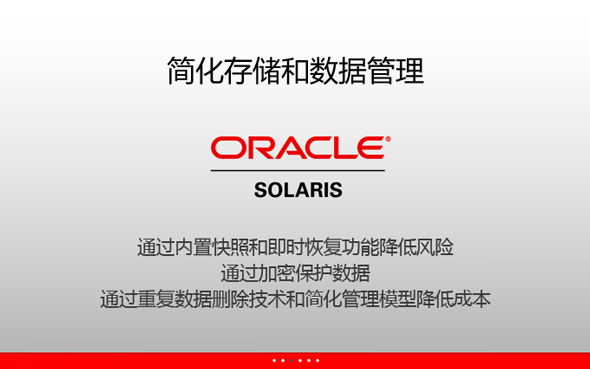 简化存储和数据管理
ORACLE®
SOLARIS
通过内置快照和即时恢复功能降低风险
通过加密保护数据
通过重复数据删除技术和简化管理模型降低成本